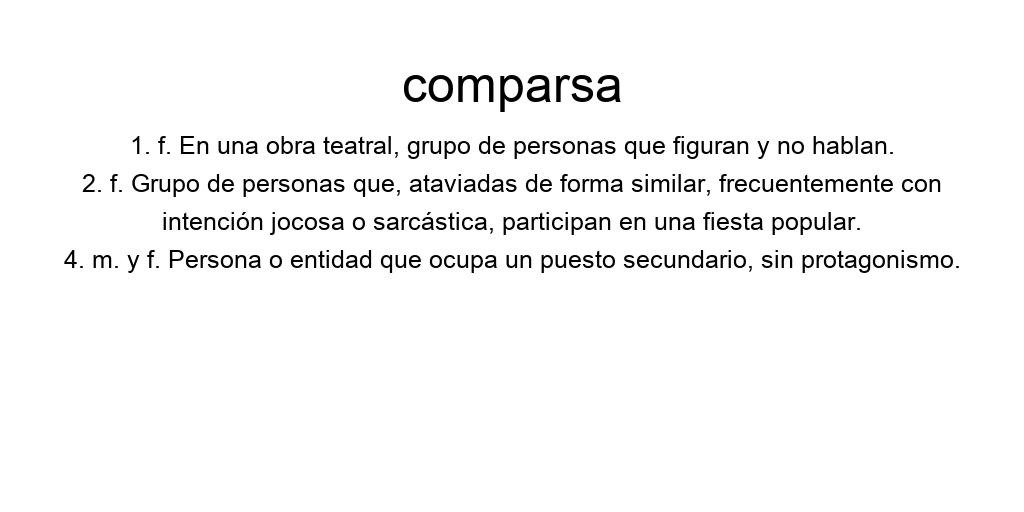 comparsa
1. f. En una obra teatral, grupo de personas que figuran y no hablan.
2. f. Grupo de personas que, ataviadas de forma similar, frecuentemente con
intención jocosa o sarcástica, participan en una fiesta popular.
4. m. y f. Persona o entidad que ocupa un puesto secundario, sin protagonismo.